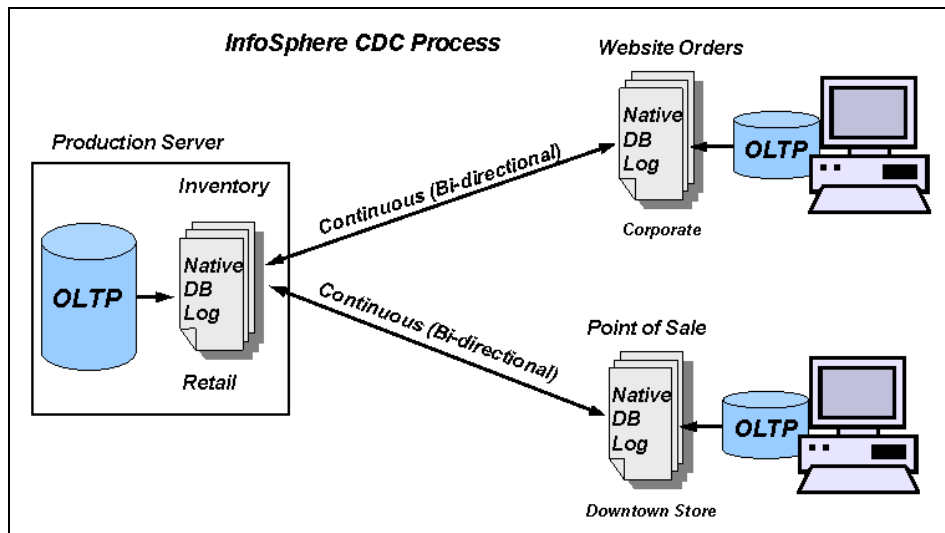 InfoSphere CDC Process
Production Server
Inventory
OLTP
Native
DB
Log
Retail
Continuous (Bi-directional)
Continuous (Bi-directional)
Website Orders
Native
DB
Log
OLTP
Corporate
Point of Sale
Native
DB
Log
OLTP
Downtown Store